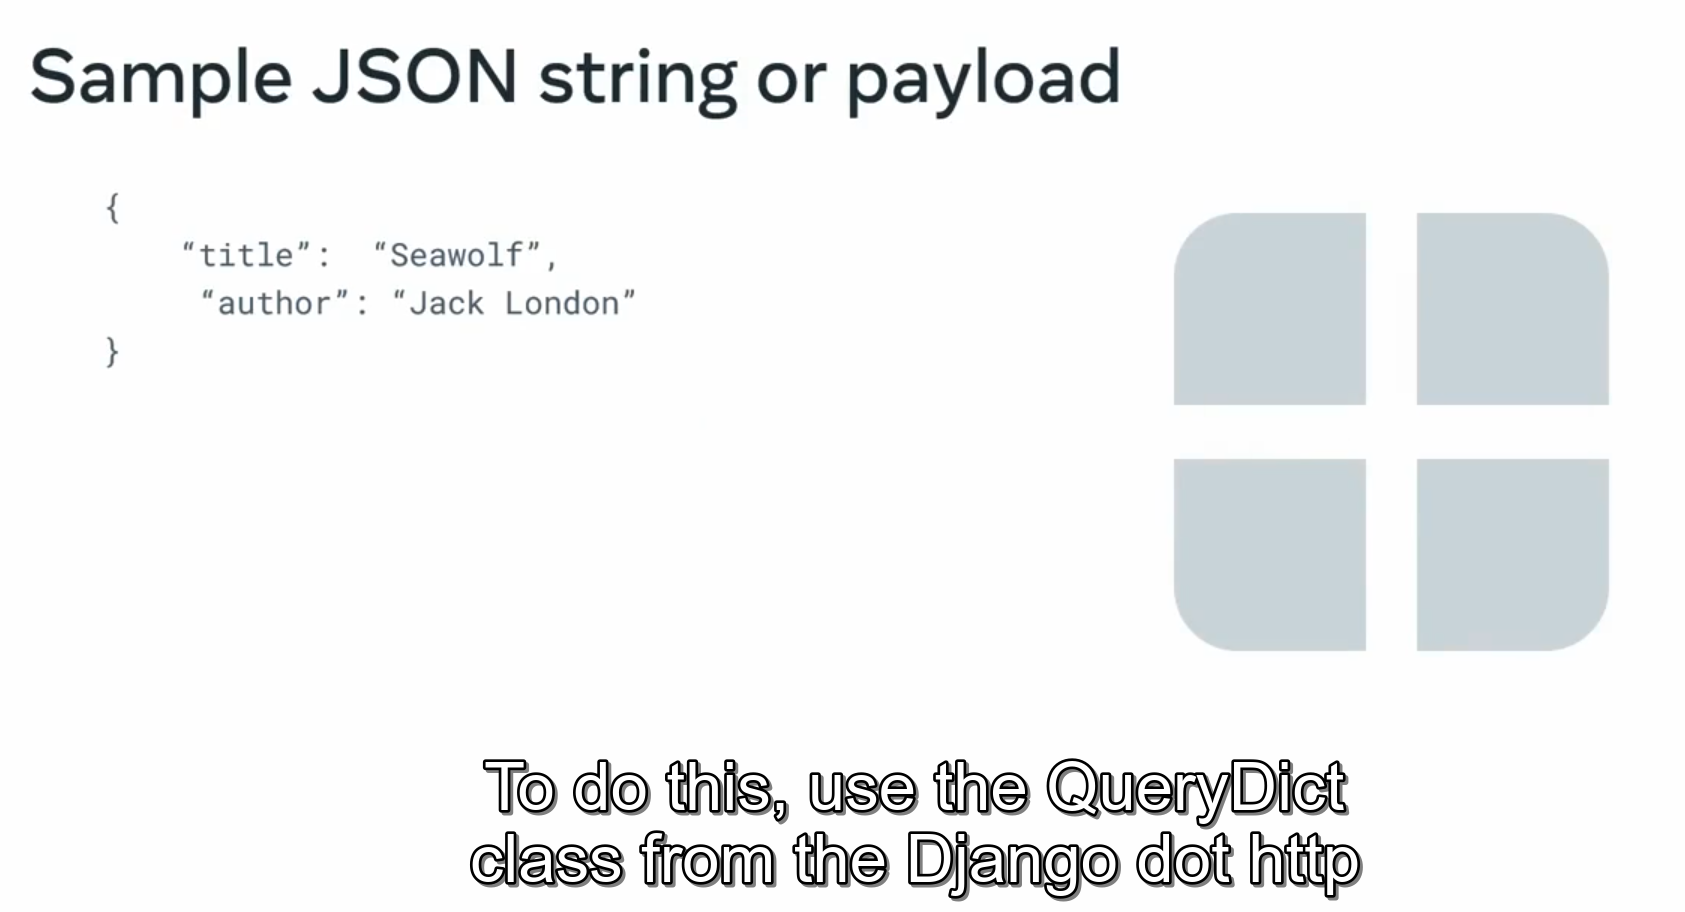 Sample JSON string or payload
{
“title”: “Seawolf”,
“author”: “Jack London”
}
To do this, use the QueryDict
class from the Django dot http